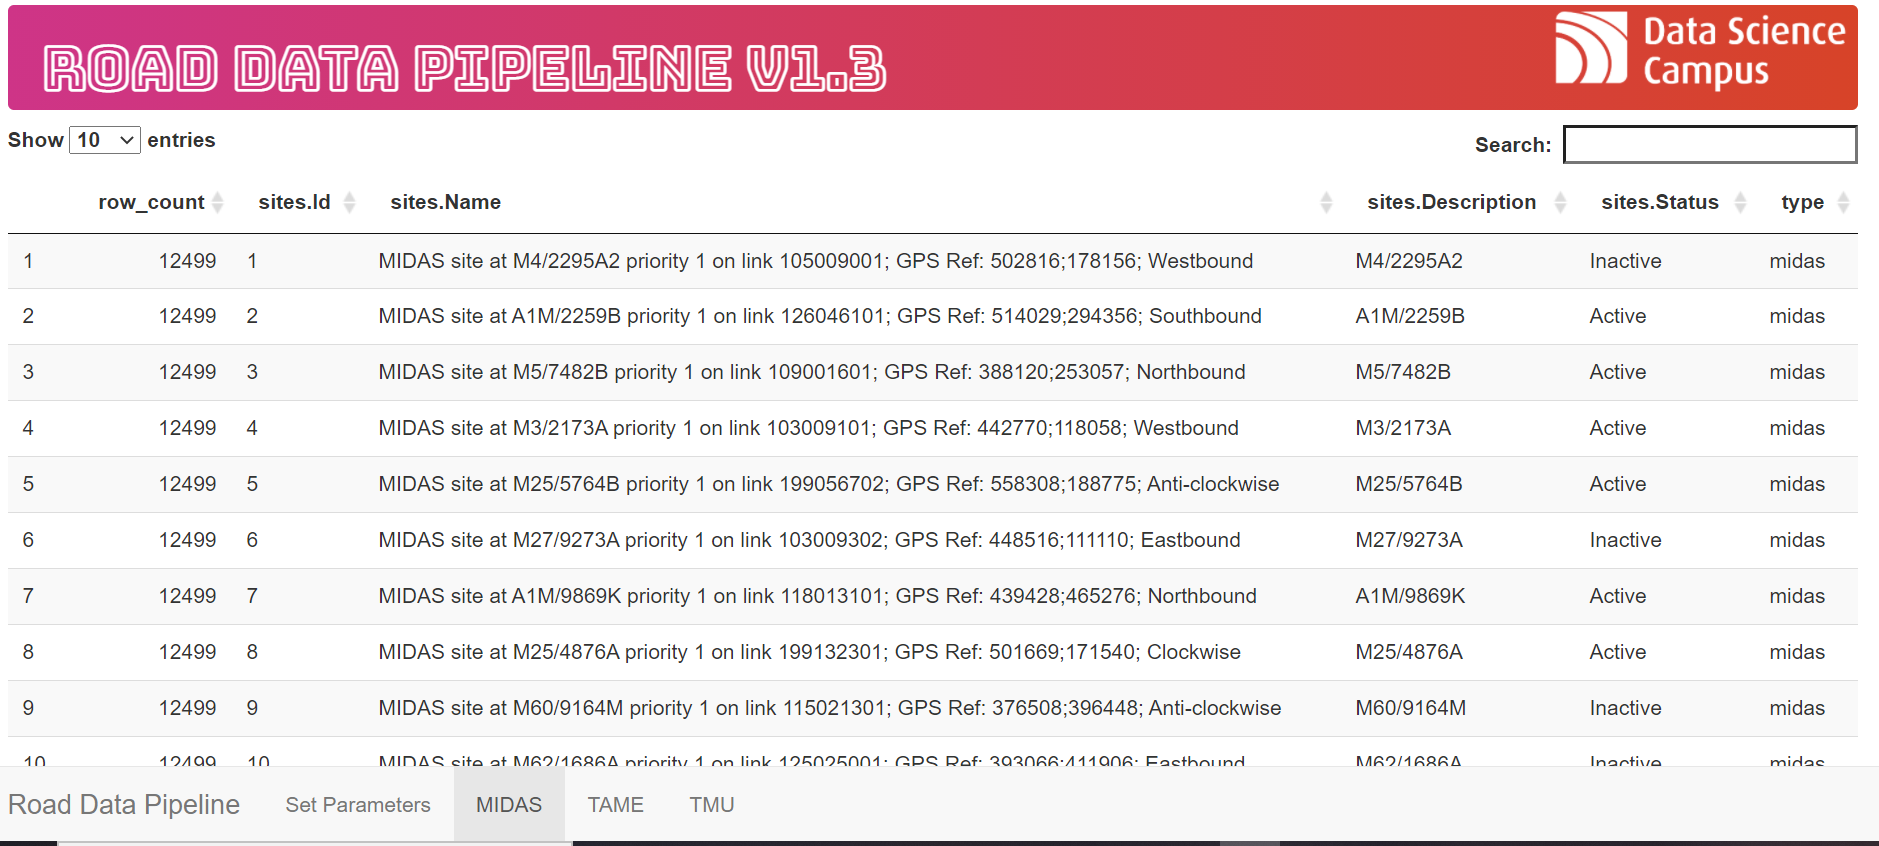 ROAD DATA PIPELINE V1.3
Data Science
Campus
Show 10 entries
Search:
row_count sites.Id sites.Name sites.Description sites.Status type
1 12499 1 MIDAS site at M4/2295A2 priority 1 on link 105009001; GPS Ref: 502816;178156; Westbound M4/2295A2 Inactive midas
2 12499 2 MIDAS site at A1M/2259B priority 1 on link 126046101; GPS Ref: 514029;294356; Southbound A1M/2259B Active midas
3 12499 3 MIDAS site at M5/7482B priority 1 on link 109001601; GPS Ref: 388120;253057; Northbound M5/7482B Active midas
4 12499 4 MIDAS site at M3/2173A priority 1 on link 103009101; GPS Ref: 442770;118058; Westbound M3/2173A Active midas
5 12499 5 MIDAS site at M25/5764B priority 1 on link 199056702; GPS Ref: 558308;188775; Anti-clockwise M25/5764B Active midas
6 12499 6 MIDAS site at M27/9273A priority 1 on link 103009302; GPS Ref: 448516;111110; Eastbound M27/9273A Inactive midas
7 12499 7 MIDAS site at A1M/9869K priority 1 on link 118013101; GPS Ref: 439428;465276; Northbound A1M/9869K Active midas
8 12499 8 MIDAS site at M25/4876A priority 1 on link 199132301; GPS Ref: 501669;171540; Clockwise M25/4876A Active midas
9 12499 9 MIDAS site at M60/9164M priority 1 on link 115021301; GPS Ref: 376508;396448; Anti-clockwise M60/9164M Inactive midas
10 12499 10 MIDAS site at M62/1686A priority 1 on link 125025001; GPS Ref: 393066;411906; Eastbound M62/1686A Inactive midas
Road Data Pipeline Set Parameters MIDAS TAME TMU